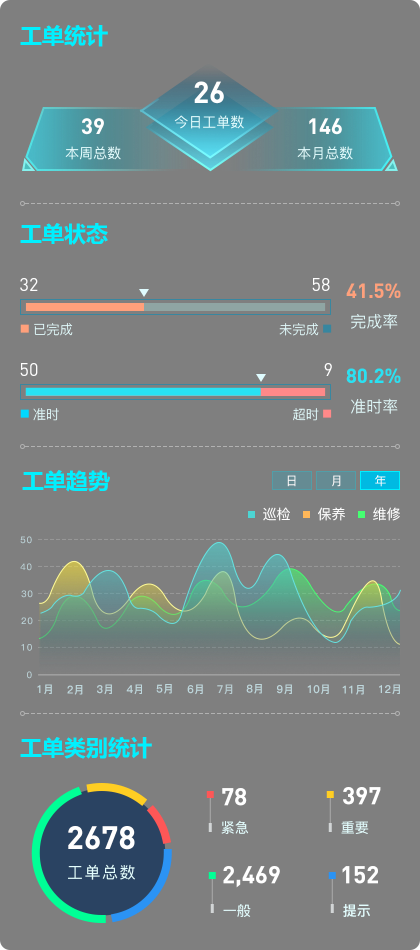 工单统计
26
今日工单数
39
本周总数
146
本月总数
工单状态
32 58
41.5%
已完成 未完成
完成率
50 9
80.2%
准时 超时
准时率
工单趋势
日 月 年
巡检 保养 维修
50
40
30
20
10
0
1月 2月 3月 4月 5月 6月 7月 8月 9月 10月 11月 12月
工单类别统计
2678
工单总数
78
紧急
397
重要
2,469
一般
152
提示